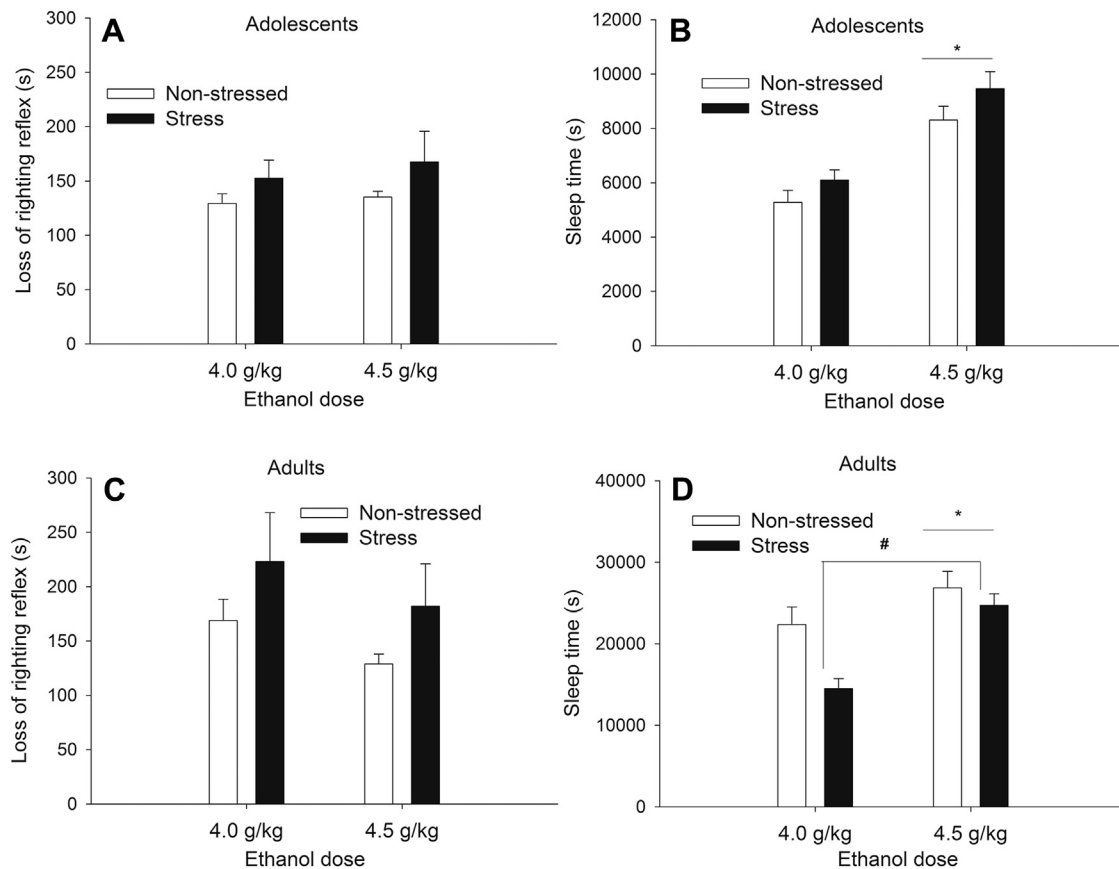 A
Adolescents
300
250
200
150
100
50
0
Loss of righting reflex (s)
Non-stressed
Stress
4.0 g/kg
4.5 g/kg
Ethanol dose
B
Adolescents
12000
10000
8000
6000
4000
2000
0
Sleep time (s)
Non-stressed
Stress
*
4.0 g/kg
4.5 g/kg
Ethanol dose
C
Adults
300
250
200
150
100
50
0
Loss of righting reflex (s)
Non-stressed
Stress
4.0 g/kg
4.5 g/kg
Ethanol dose
D
Adults
40000
30000
20000
10000
0
Sleep time (s)
Non-stressed
Stress
*
#
4.0 g/kg
4.5 g/kg
Ethanol dose